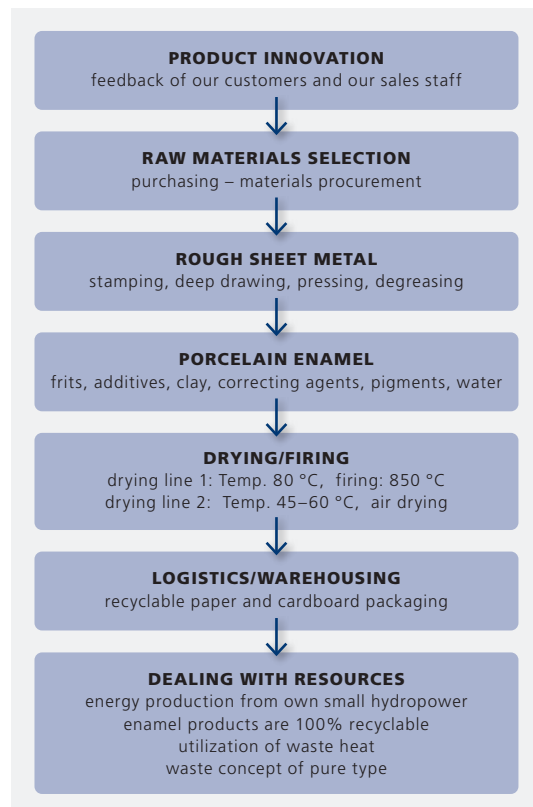 PRODUCT INNOVATION
feedback of our customers and our sales staff
RAW MATERIALS SELECTION
purchasing – materials procurement
ROUGH SHEET METAL
stamping, deep drawing, pressing, degreasing
PORCELAIN ENAMEL
frits, additives, clay, correcting agents, pigments, water
DRYING/FIRING
drying line 1: Temp. 80 °C, firing: 850 °C
drying line 2: Temp. 45–60 °C, air drying
LOGISTICS/WAREHOUSING
recyclable paper and cardboard packaging
DEALING WITH RESOURCES
energy production from own small hydropower
enamel products are 100% recyclable
utilization of waste heat
waste concept of pure type